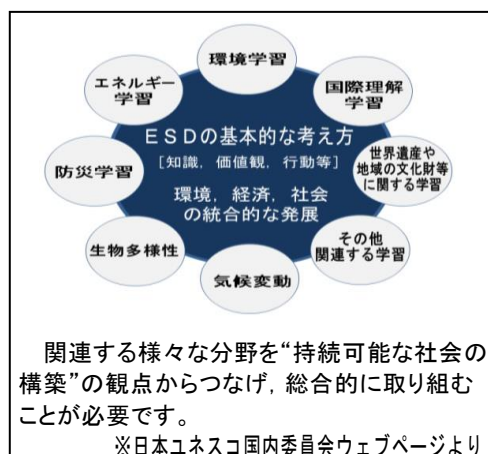 環境学習
エネルギー
学習
国際理解
学習
ＥＳＤの基本的な考え方
［知識，価値観，行動等］
環境，経済，社会
の統合的な発展
防災学習
世界遺産や
地域の文化財等
に関する学習
生物多様性
その他
関連する学習
気候変動
関連する様々な分野を“持続可能な社会の
構築”の観点からつなげ，総合的に取り組む
ことが必要です。
※日本ユネスコ国内委員会ウェブページより